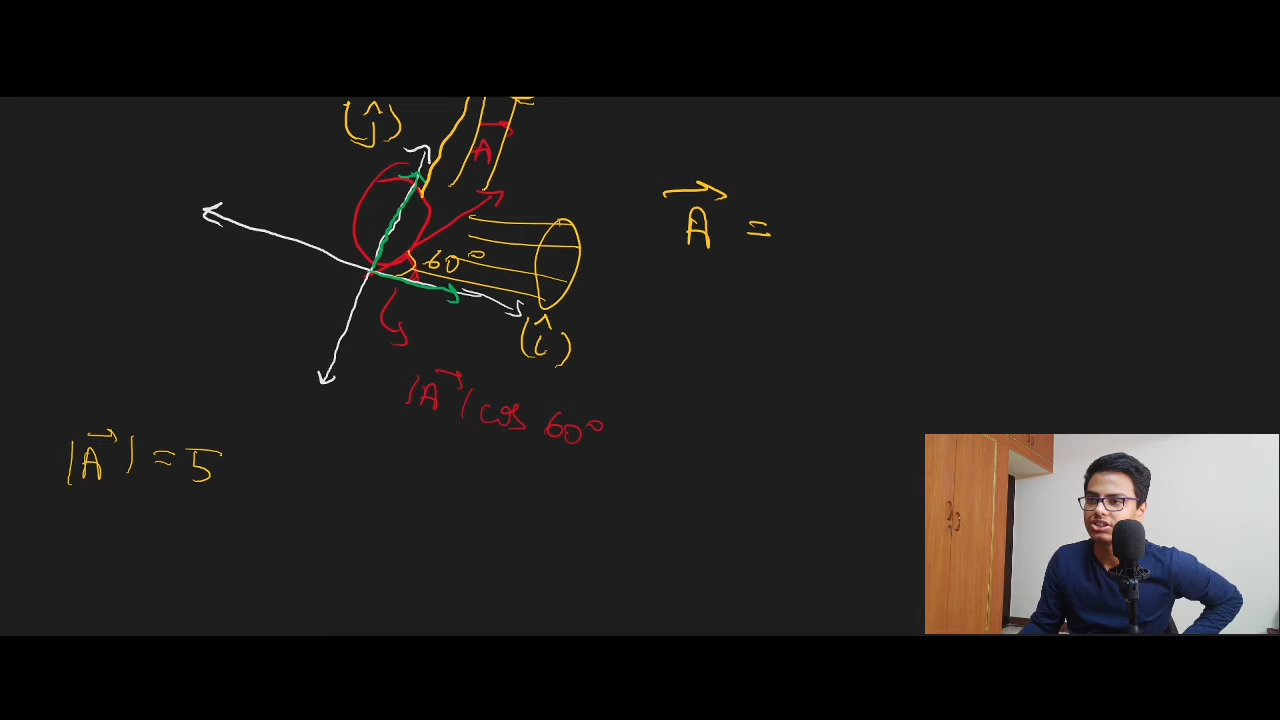 (ĵ)
A⃗
A⃗ =
60°
(î)
|A⃗| cos 60°
|A⃗| = 5